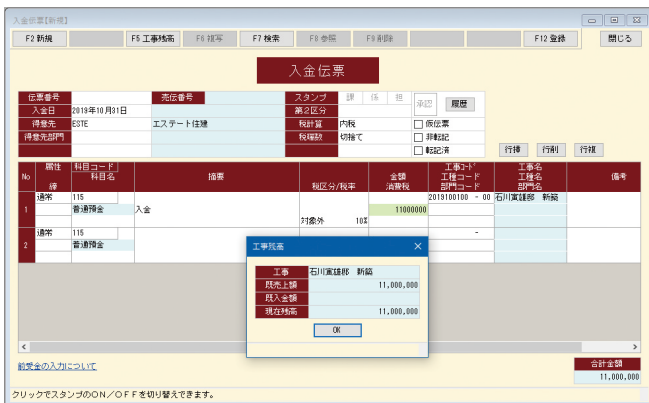 入金伝票【新規】
F2 新規 F5 工事残高 F6 複写 F7 検索 F8 参照 F9 削除 F12 登録 閉じる
入金伝票
伝票番号 売伝番号 スタンプ 課 係 担 承認 履歴
入金日 2019年10月31日 第2区分
得意先 ESTE エステート住建 税計算 内税 仮伝票
得意先部門 税端数 切捨て 非転記
転記済 行挿 行削 行複
No 属性 締 科目コード 科目名 摘要 税区分/税率 金額 消費税 工事コード 工種コード 部門コード 工事名 工種名 部門名 備考
通常 115 2019100100 - 00 石川寅雄邸 新築
1 普通預金 入金 11000000
対象外 10%
通常 115 -
2 普通預金
工事残高
工事 石川寅雄邸 新築
既売上額 11,000,000
既入金額
現在残高 11,000,000
OK
前受金の入力について
合計金額
11,000,000
クリックでスタンプのON/OFFを切り替えできます。